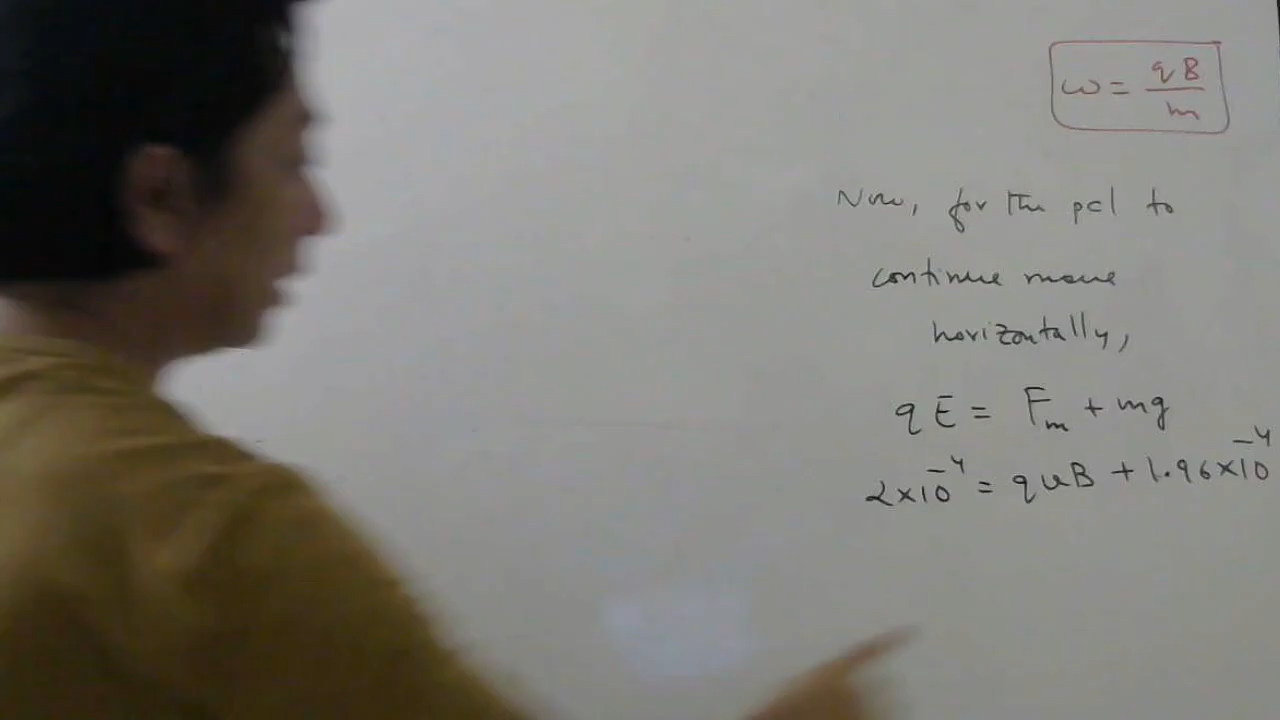 ω = qB/m
Now, for the pcl to
continue move
horizontally,
qE = Fₘ + mg
2×10⁻⁴ = quB + 1.96×10⁻⁴